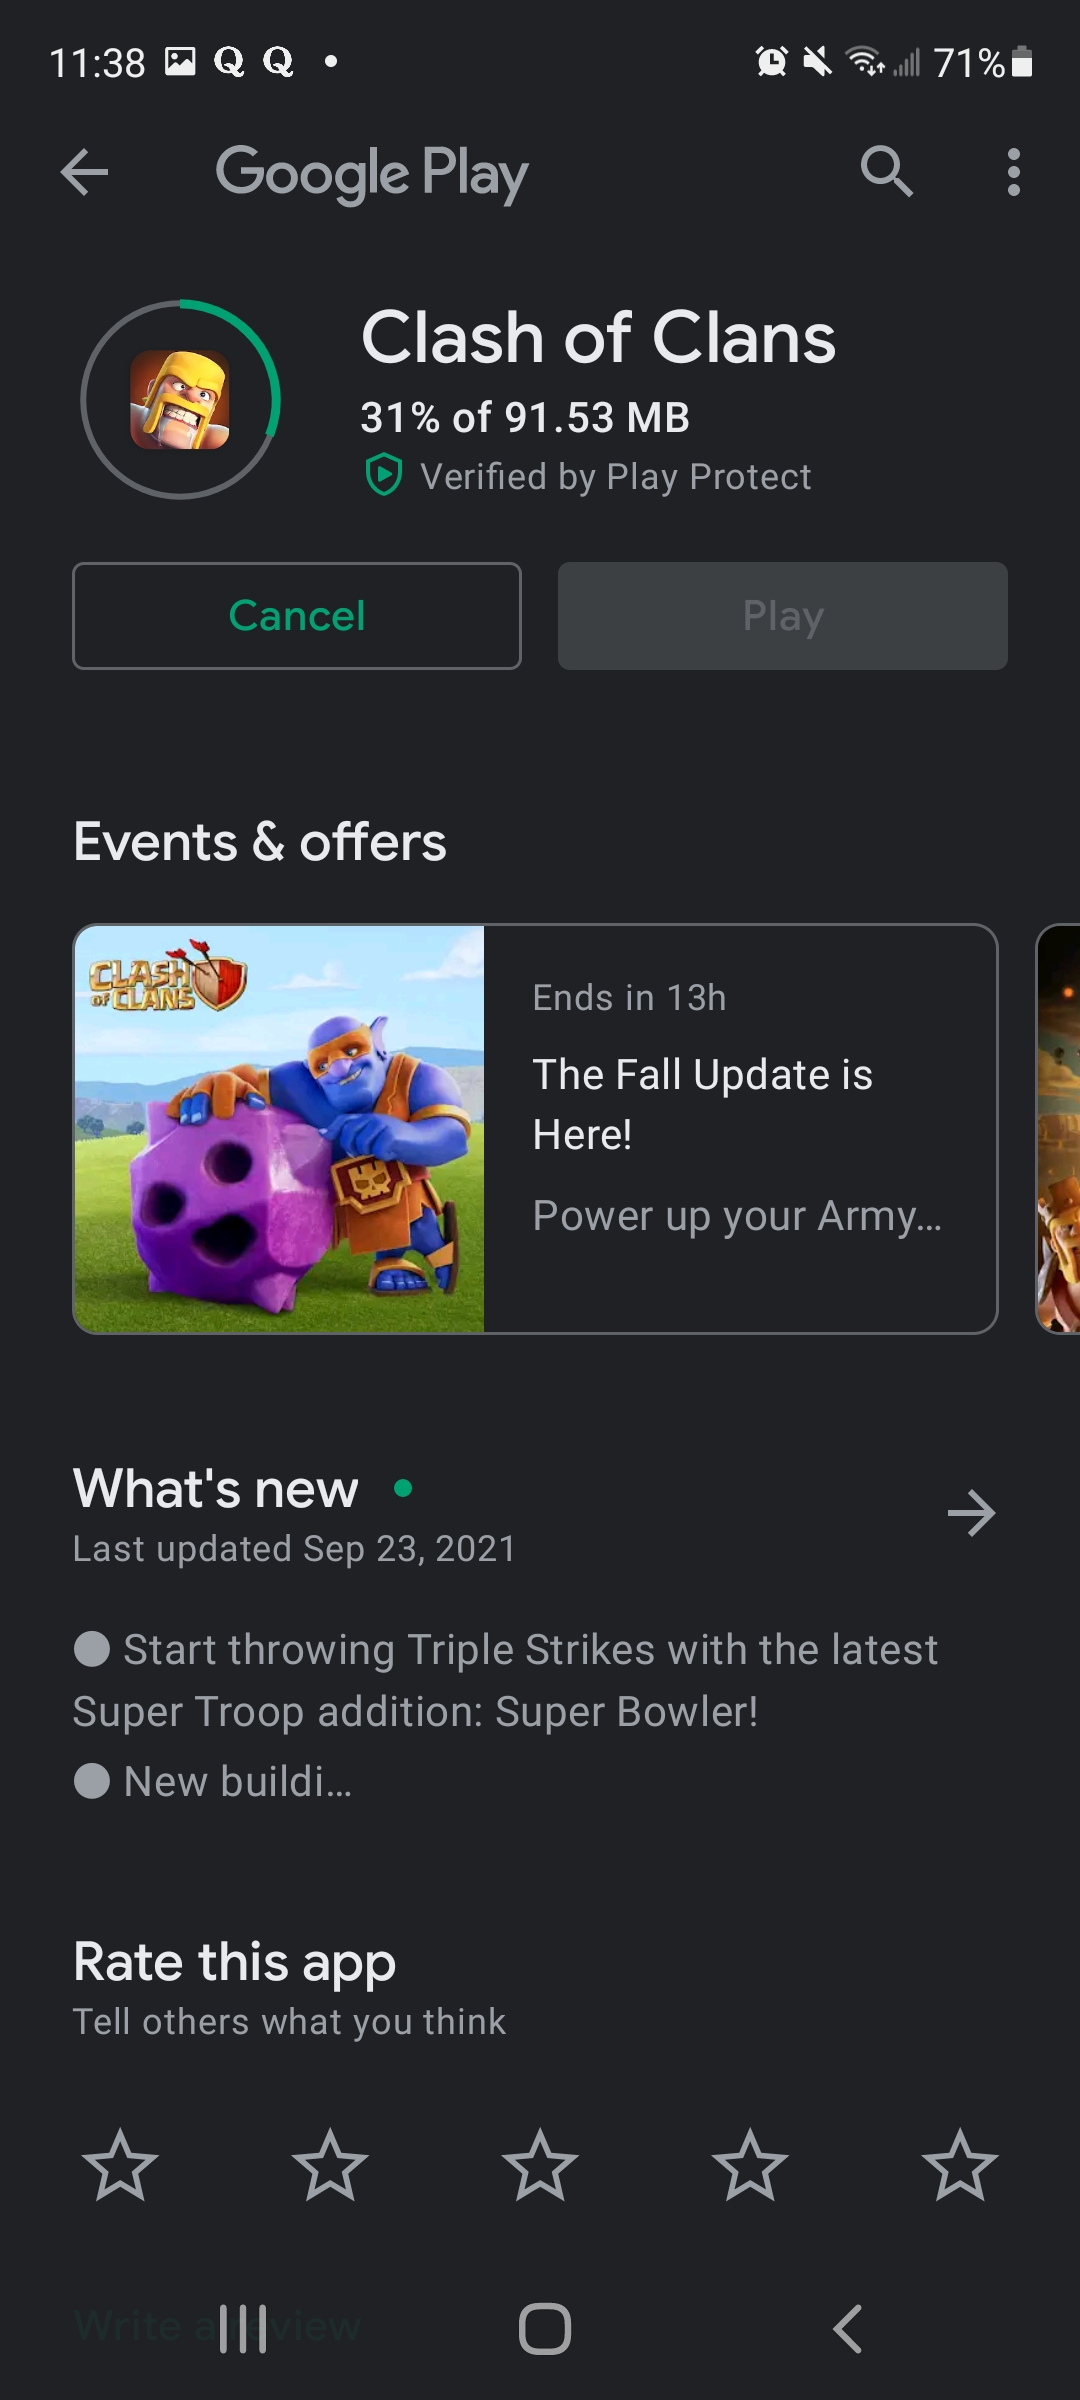 11:38 Q Q 71%
Google Play
Clash of Clans
31% of 91.53 MB
Verified by Play Protect
Cancel
Play
Events & offers
CLASH
OF CLANS
Ends in 13h
The Fall Update is
Here!
Power up your Army...
What's new
Last updated Sep 23, 2021
Start throwing Triple Strikes with the latest
Super Troop addition: Super Bowler!
New buildi...
Rate this app
Tell others what you think
Write a review